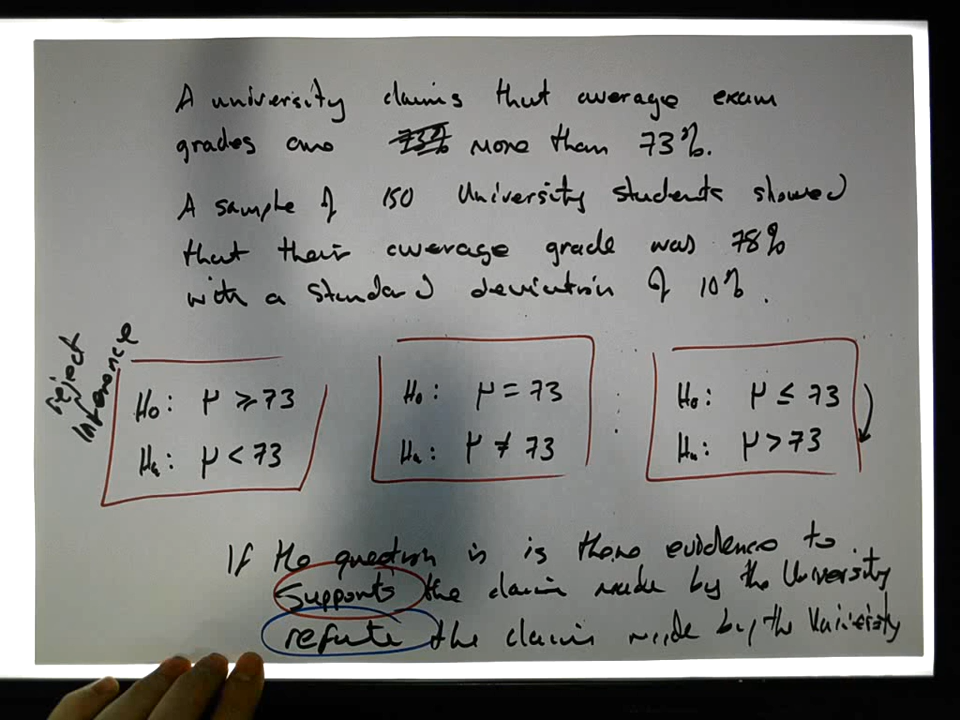 A university claims that average exam
grades are more than 73%.
A sample of 150 University students showed
that their average grade was 78%
with a standard deviation of 10%.
reject
inference
H₀: μ ≥ 73
Hₐ: μ < 73
H₀: μ = 73
Hₐ: μ ≠ 73
H₀: μ ≤ 73
Hₐ: μ > 73
If the question is is there evidence to
supports the claim made by the University
refute the claim made by the University